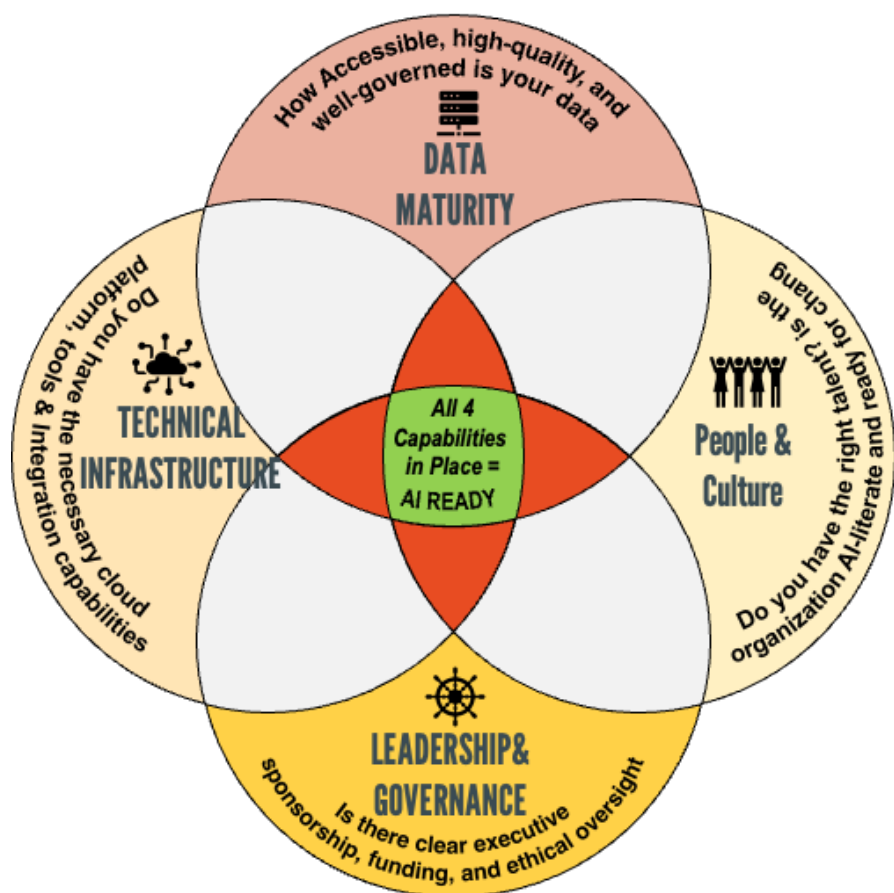 How Accessible, high-quality, and
well-governed is your data
DATA
MATURITY
Do you have the necessary cloud
platform, tools & Integration capabilities
TECHNICAL
INFRASTRUCTURE
All 4
Capabilities
in Place =
AI READY
People &
Culture
Do you have the right talent? is the
organization AI-literate and ready for chang
LEADERSHIP&
GOVERNANCE
Is there clear executive
sponsorship, funding, and ethical oversight